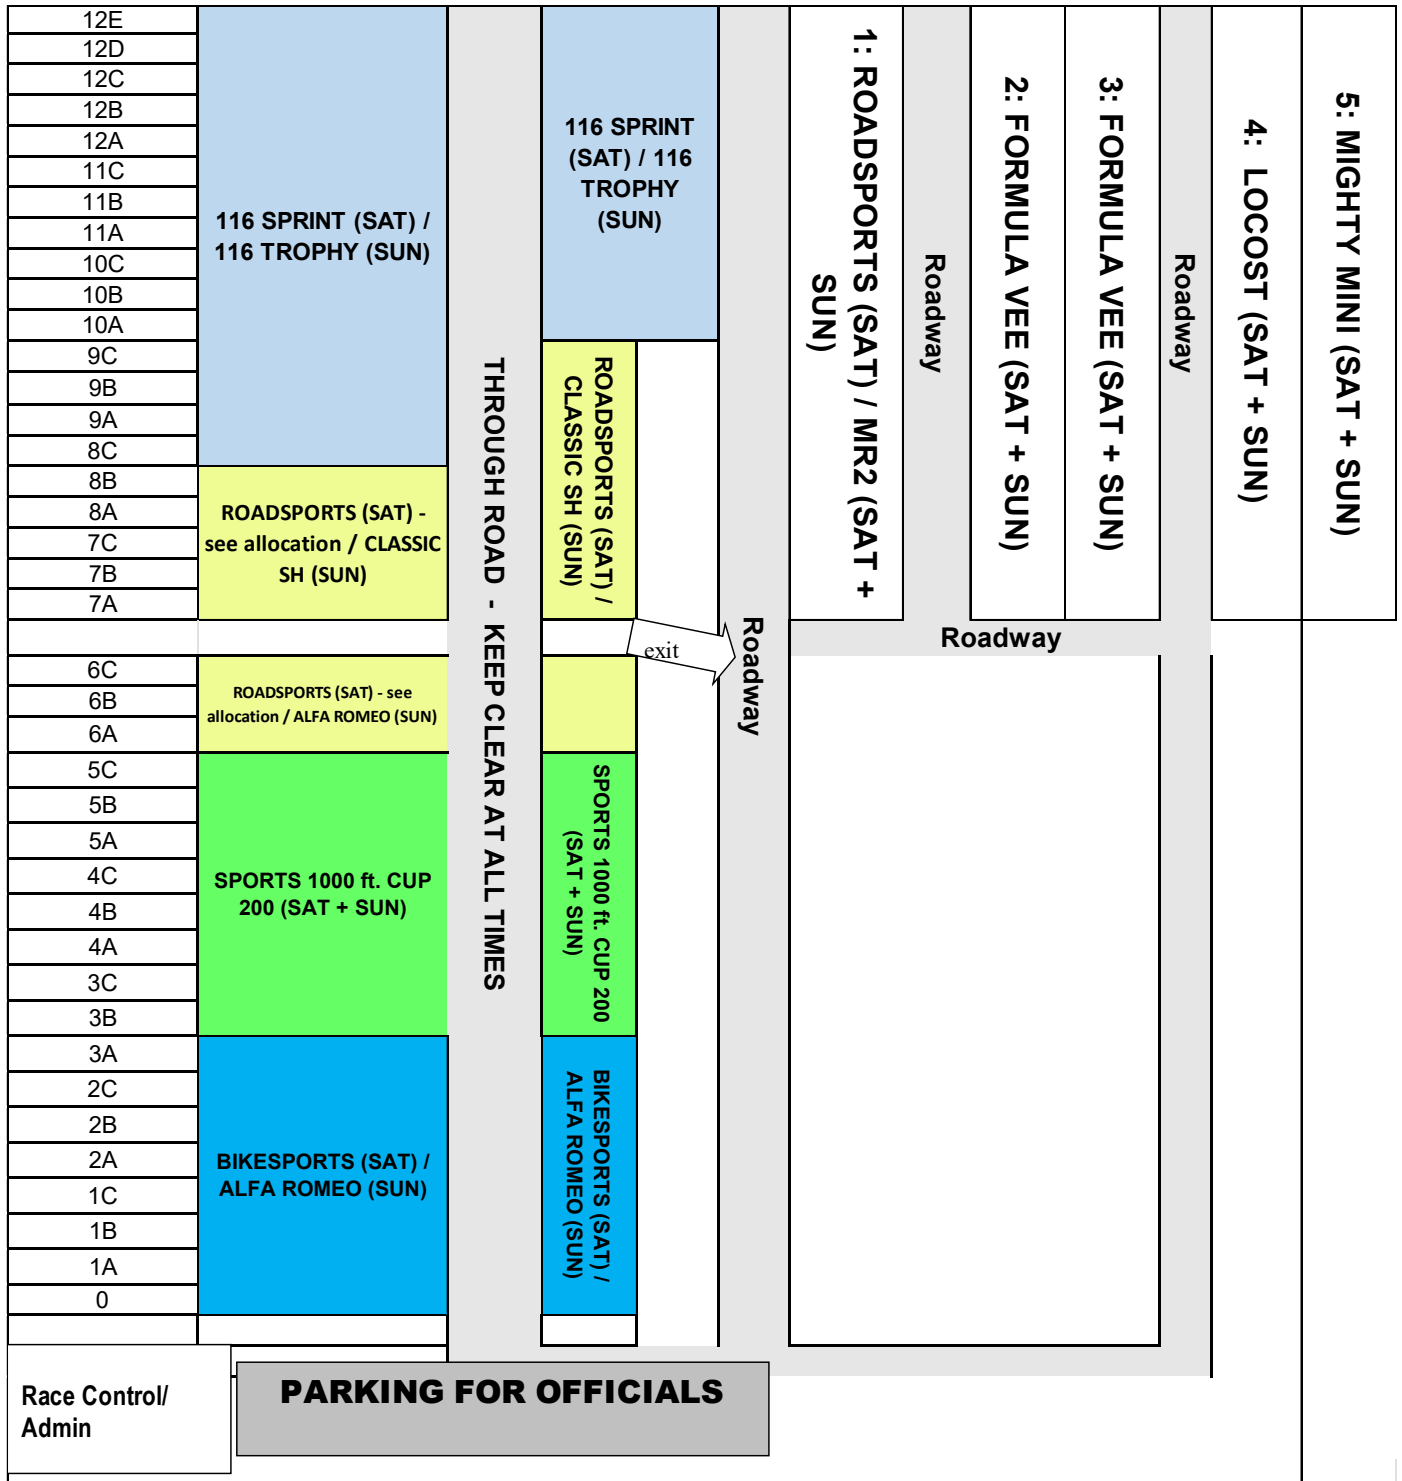 12E
12D
12C
12B
12A
11C
11B
11A
10C
10B
10A
9C
9B
9A
8C
8B
8A
7C
7B
7A
6C
6B
6A
5C
5B
5A
4C
4B
4A
3C
3B
3A
2C
2B
2A
1C
1B
1A
0
116 SPRINT (SAT) /
116 TROPHY (SUN)
ROADSPORTS (SAT) -
see allocation / CLASSIC
SH (SUN)
ROADSPORTS (SAT) - see
allocation / ALFA ROMEO (SUN)
SPORTS 1000 ft. CUP
200 (SAT + SUN)
BIKESPORTS (SAT) /
ALFA ROMEO (SUN)
THROUGH ROAD - KEEP CLEAR AT ALL TIMES
116 SPRINT
(SAT) / 116
TROPHY
(SUN)
ROADSPORTS (SAT) /
CLASSIC SH (SUN)
exit
SPORTS 1000 ft. CUP 200
(SAT + SUN)
BIKESPORTS (SAT) /
ALFA ROMEO (SUN)
Roadway
1: ROADSPORTS (SAT) / MR2 (SAT +
SUN)
Roadway
2: FORMULA VEE (SAT + SUN)
3: FORMULA VEE (SAT + SUN)
Roadway
4: LOCOST (SAT + SUN)
5: MIGHTY MINI (SAT + SUN)
Roadway
Race Control/
Admin
PARKING FOR OFFICIALS